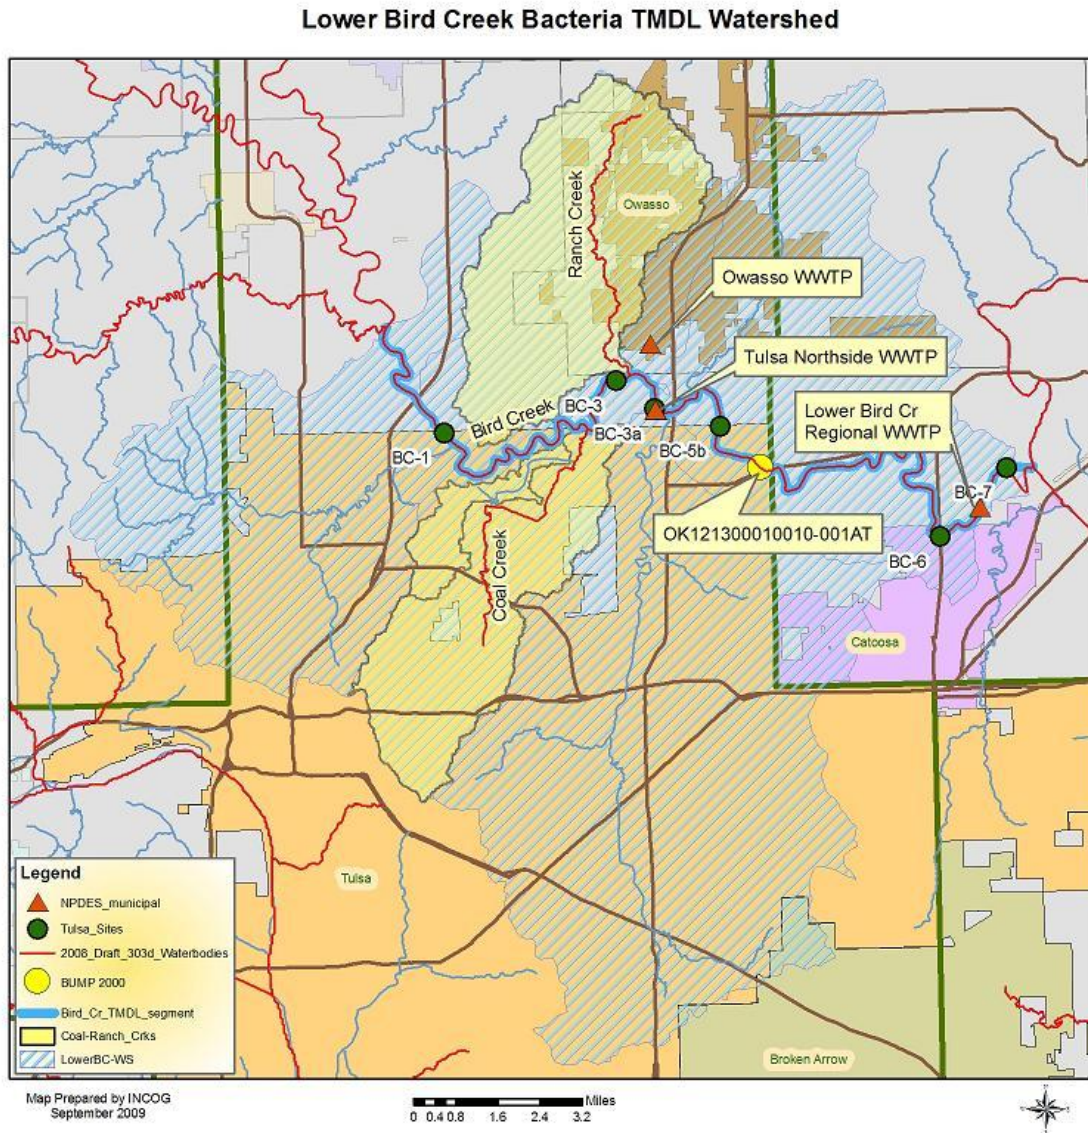 Lower Bird Creek Bacteria TMDL Watershed
Ranch Creek
Owasso
Owasso WWTP
Tulsa Northside WWTP
Lower Bird Cr
Regional WWTP
Bird Creek
BC-3
BC-3a
BC-1
BC-5b
BC-7
OK121300010010-001AT
BC-6
Coal Creek
Catoosa
Tulsa
Broken Arrow
Legend
NPDES_municipal
Tulsa_Sites
2008_Draft_303d_Waterbodies
BUMP 2000
Bird_Cr_TMDL_segment
Coal-Ranch_Crks
LowerBC-WS
Map Prepared by INCOG
September 2009
Miles
0 0.4 0.8 1.6 2.4 3.2